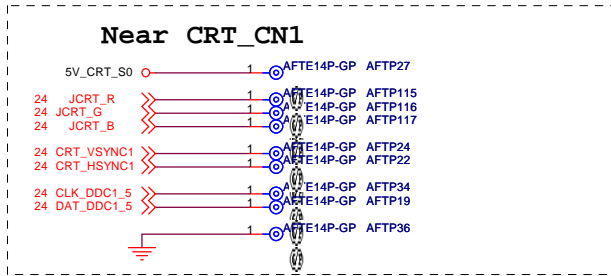 Near CRT_CN1
5V_CRT_S0 1 AFTE14P-GP AFTP27
24 JCRT_R 1 AFTE14P-GP AFTP115
24 JCRT_G 1 AFTE14P-GP AFTP116
24 JCRT_B 1 AFTE14P-GP AFTP117
24 CRT_VSYNC1 1 AFTE14P-GP AFTP24
24 CRT_HSYNC1 1 AFTE14P-GP AFTP22
24 CLK_DDC1_5 1 AFTE14P-GP AFTP34
24 DAT_DDC1_5 1 AFTE14P-GP AFTP19
1 AFTE14P-GP AFTP36